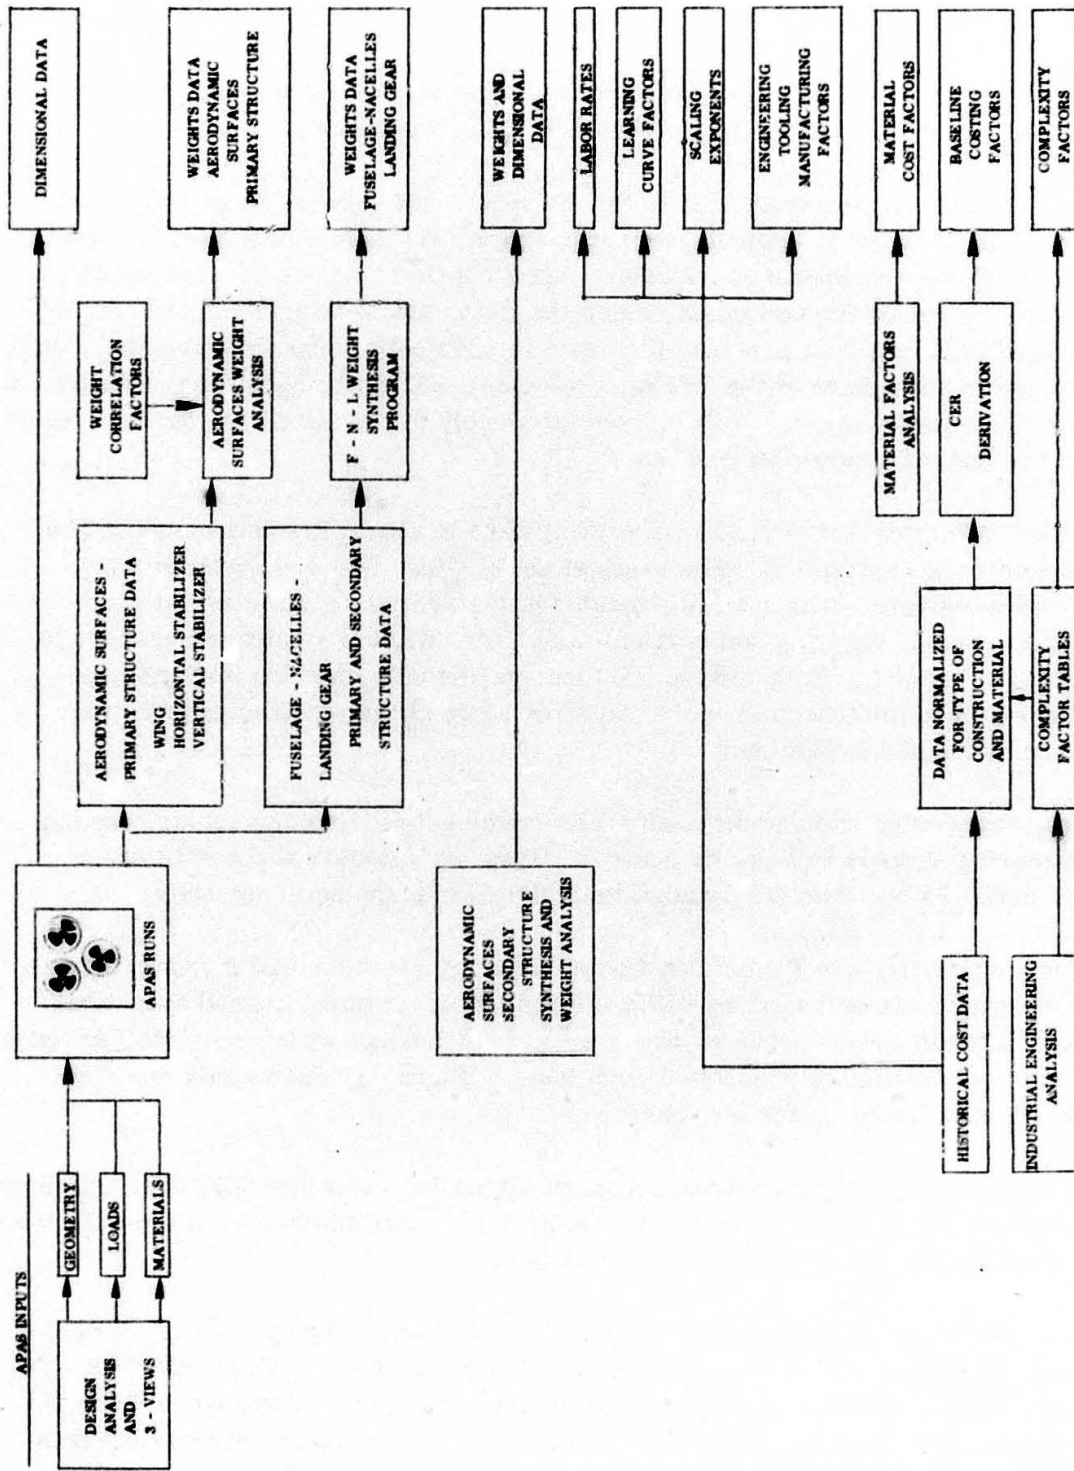 APAS INPUTS
DESIGN
ANALYSIS
AND
3 - VIEWS
GEOMETRY
LOADS
MATERIALS
APAS RUNS
DIMENSIONAL DATA
AERODYNAMIC SURFACES -
PRIMARY STRUCTURE DATA
WING
HORIZONTAL STABILIZER
VERTICAL STABILIZER
WEIGHT
CORRELATION
FACTORS
AERODYNAMIC
SURFACES WEIGHT
ANALYSIS
WEIGHTS DATA
AERODYNAMIC
SURFACES
PRIMARY STRUCTURE
FUSELAGE - NACELLES
LANDING GEAR
PRIMARY AND SECONDARY
STRUCTURE DATA
F - N - L WEIGHT
SYNTHESIS
PROGRAM
WEIGHTS DATA
FUSELAGE-NACELLES
LANDING GEAR
AERODYNAMIC
SURFACES
SECONDARY
STRUCTURE
SYNTHESIS AND
WEIGHT ANALYSIS
WEIGHTS AND
DIMENSIONAL
DATA
LABOR RATES
LEARNING
CURVE FACTORS
SCALING
EXPONENTS
ENGINEERING
TOOLING
MANUFACTURING
FACTORS
MATERIAL FACTORS
ANALYSIS
MATERIAL
COST FACTORS
HISTORICAL COST DATA
DATA NORMALIZED
FOR TYPE OF
CONSTRUCTION
AND MATERIAL
CER
DERIVATION
BASELINE
COSTING
FACTORS
INDUSTRIAL ENGINEERING
ANALYSIS
COMPLEXITY
FACTOR TABLES
COMPLEXITY
FACTORS